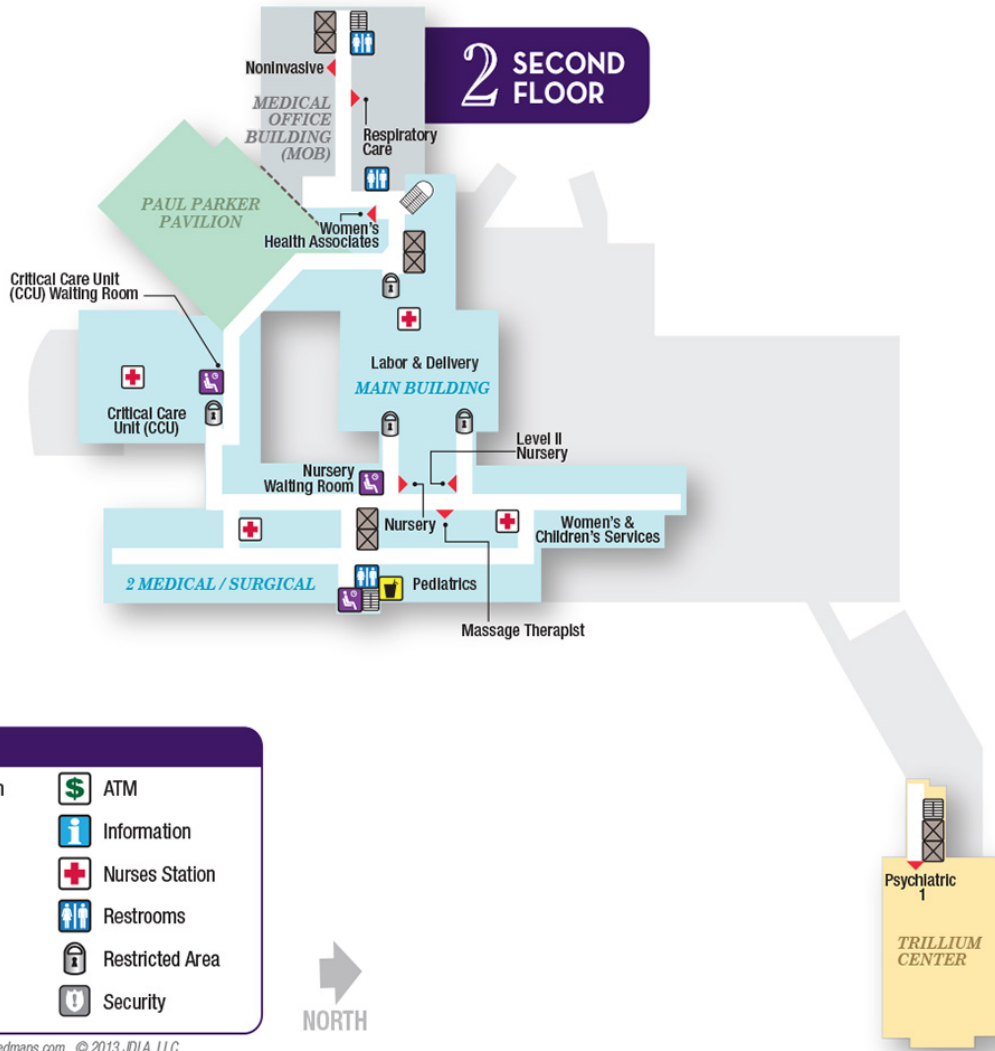 2 SECOND
FLOOR
Noninvasive
MEDICAL
OFFICE
BUILDING
(MOB)
Respiratory
Care
PAUL PARKER
PAVILION
Women's
Health Associates
Critical Care Unit
(CCU) Waiting Room
Labor & Delivery
MAIN BUILDING
Critical Care
Unit (CCU)
Level II
Nursery
Nursery
Waiting Room
Nursery
Women's &
Children's Services
2 MEDICAL / SURGICAL
Pediatrics
Massage Therapist
$ ATM
i Information
Nurses Station
Restrooms
Restricted Area
Security
NORTH
Psychiatric
1
TRILLIUM
CENTER
© 2013 JDLA, LLC